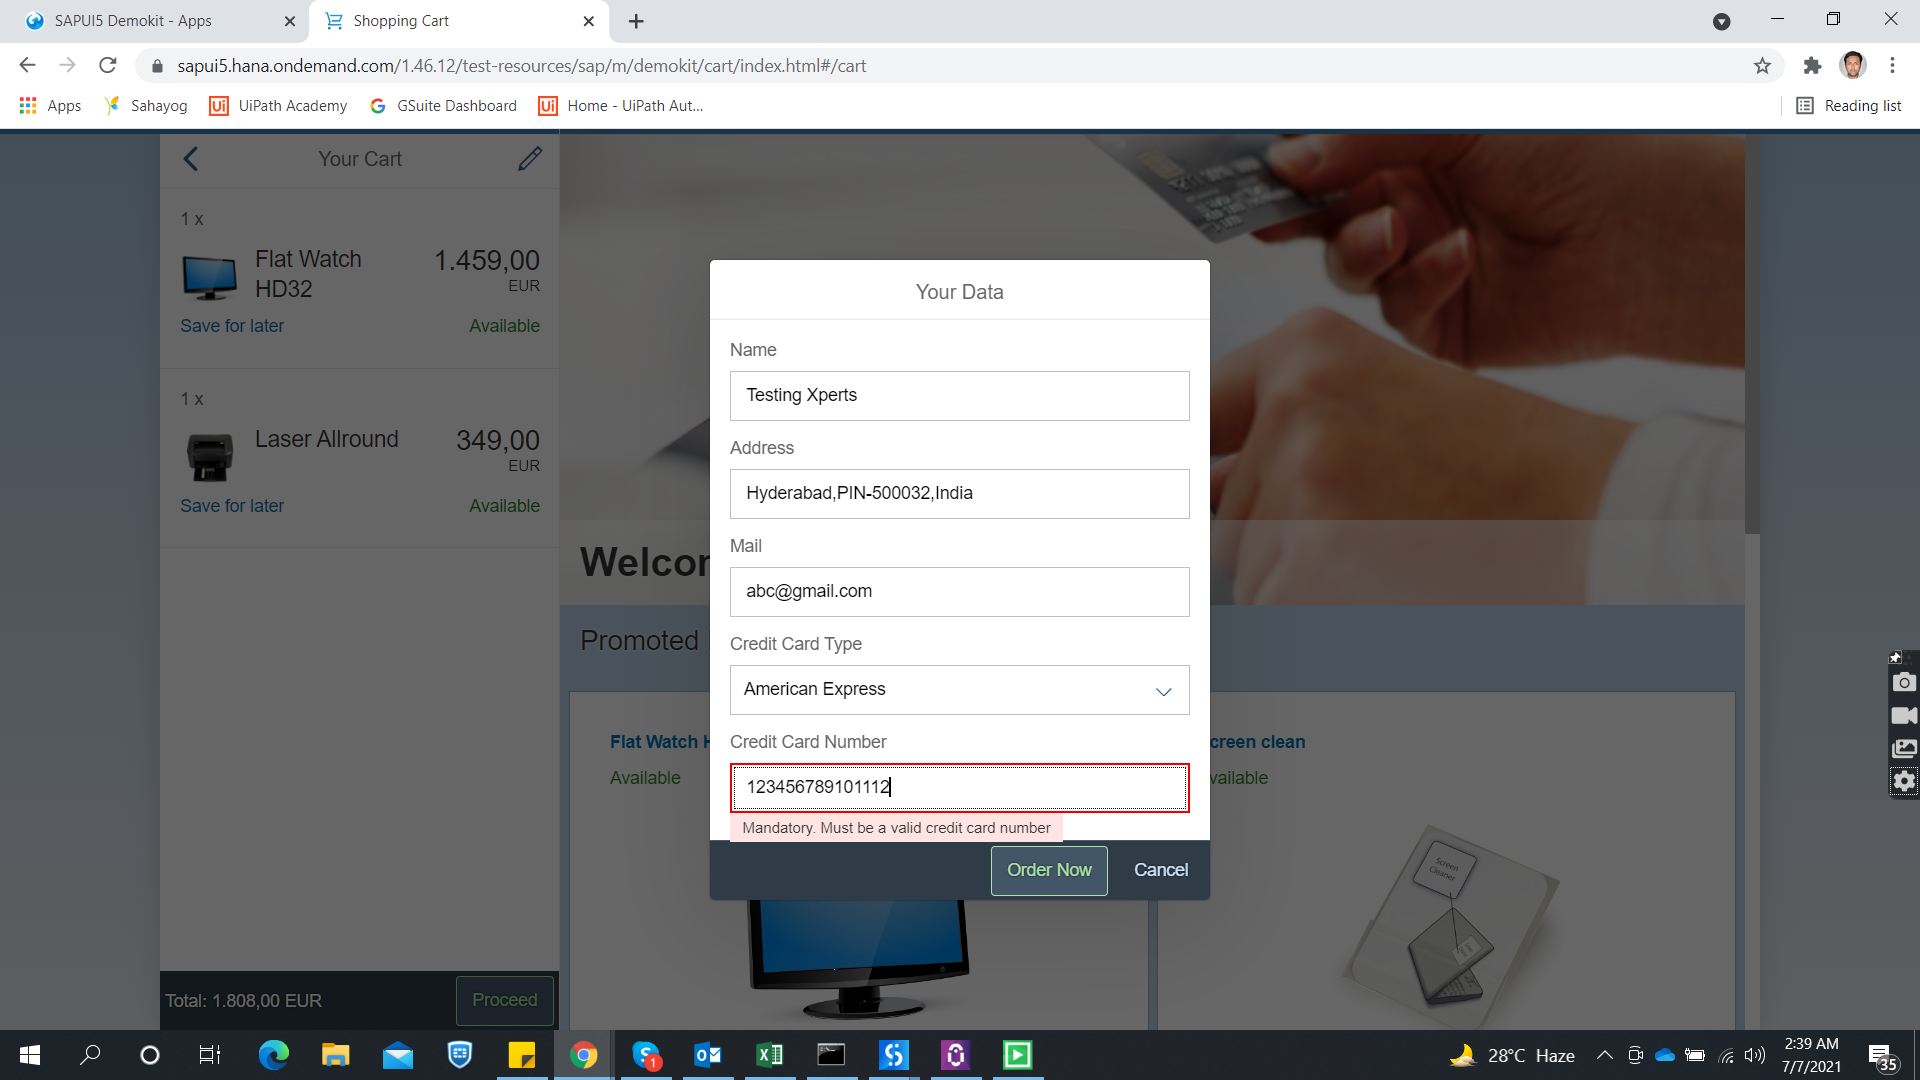 SAPUI5 Demokit - Apps
Shopping Cart
sapui5.hana.ondemand.com/1.46.12/test-resources/sap/m/demokit/cart/index.html#/cart
Apps
Sahayog
UiPath Academy
GSuite Dashboard
Home - UiPath Aut...
Reading list
Your Cart
1 x
Flat Watch
HD32
1.459,00
EUR
Save for later
Available
1 x
Laser Allround
349,00
EUR
Save for later
Available
Total: 1.808,00 EUR
Proceed
Welcom
Promoted
Flat Watch H
Available
creen clean
vailable
Screen
Cleaner
Your Data
Name
Testing Xperts
Address
Hyderabad,PIN-500032,India
Mail
abc@gmail.com
Credit Card Type
American Express
Credit Card Number
123456789101112
Mandatory. Must be a valid credit card number
Order Now
Cancel
1
28°C Haze
2:39 AM
7/7/2021
35